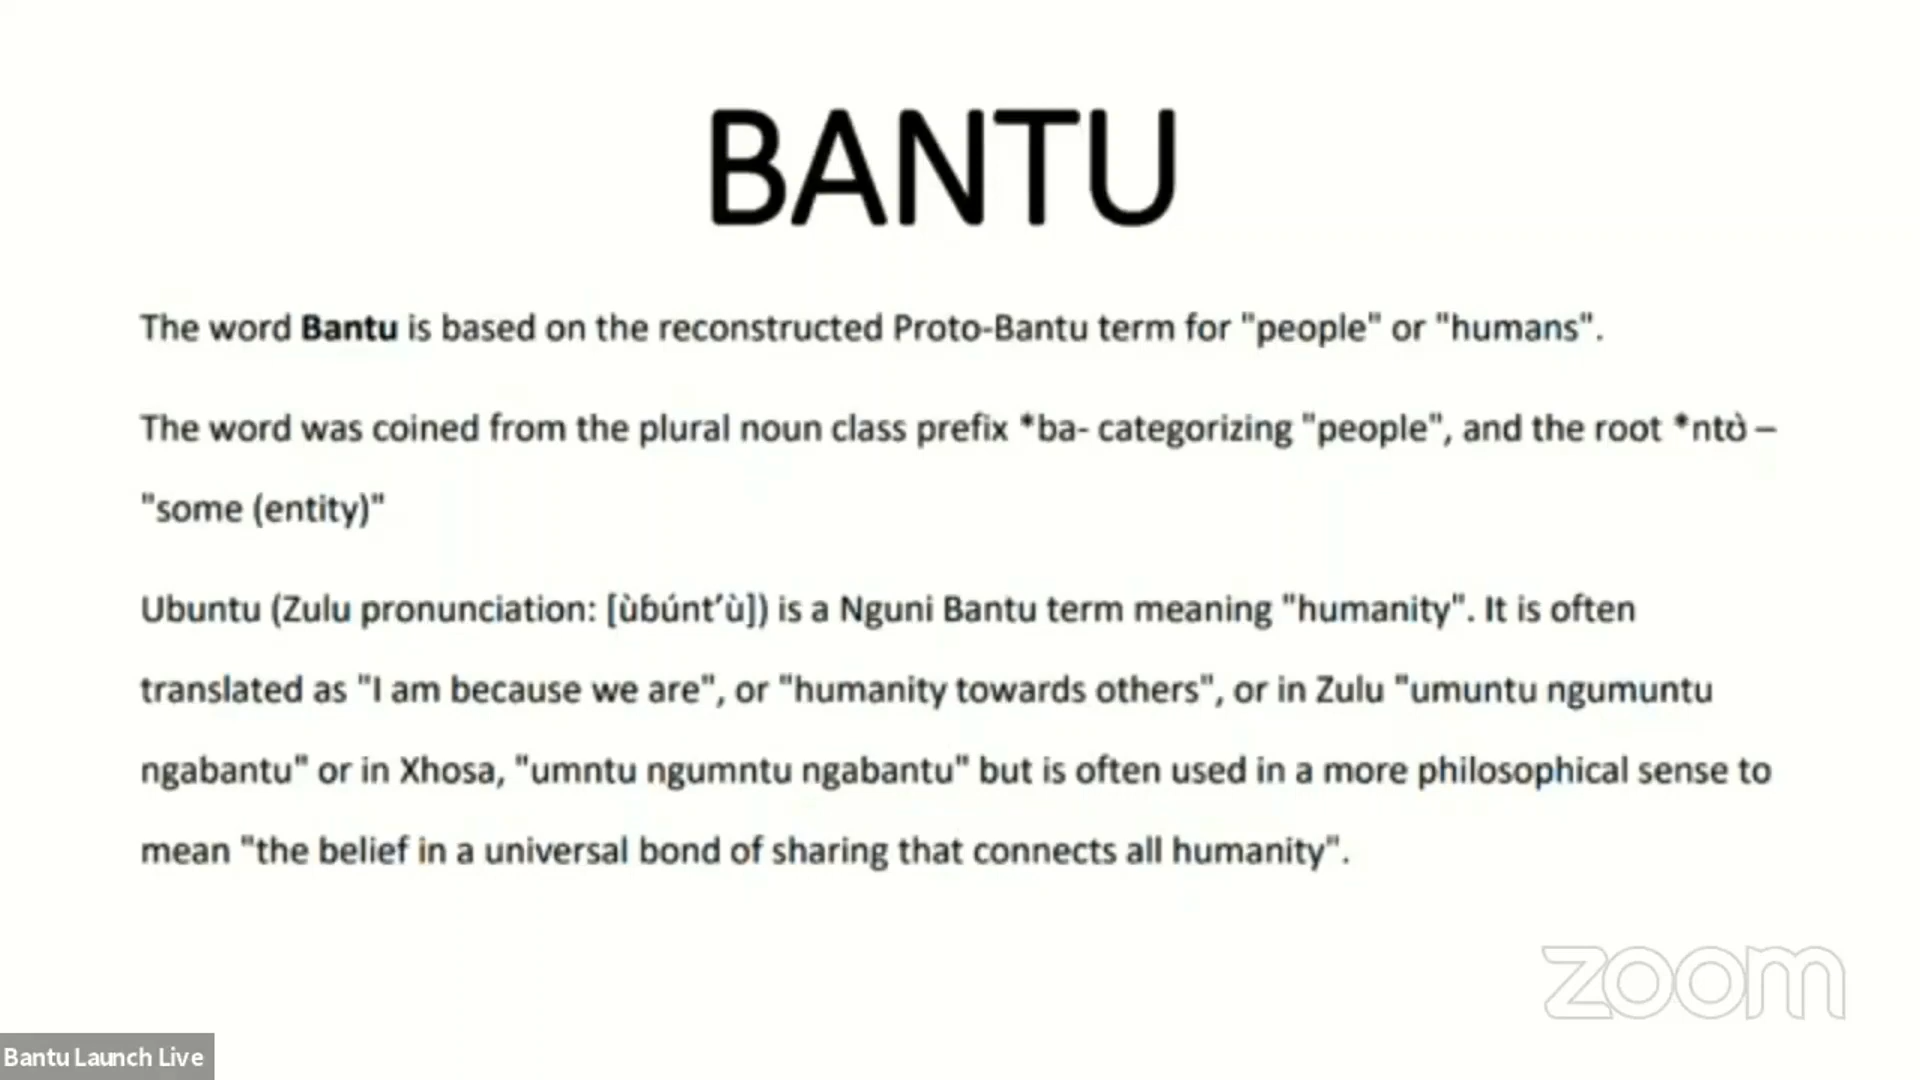 BANTU
The word Bantu is based on the reconstructed Proto-Bantu term for "people" or "humans".
The word was coined from the plural noun class prefix *ba- categorizing "people", and the root *ntʊ̀ –
"some (entity)"
Ubuntu (Zulu pronunciation: [ùɓúntʼù]) is a Nguni Bantu term meaning "humanity". It is often
translated as "I am because we are", or "humanity towards others", or in Zulu "umuntu ngumuntu
ngabantu" or in Xhosa, "umntu ngumntu ngabantu" but is often used in a more philosophical sense to
mean "the belief in a universal bond of sharing that connects all humanity".
zoom
Bantu Launch Live